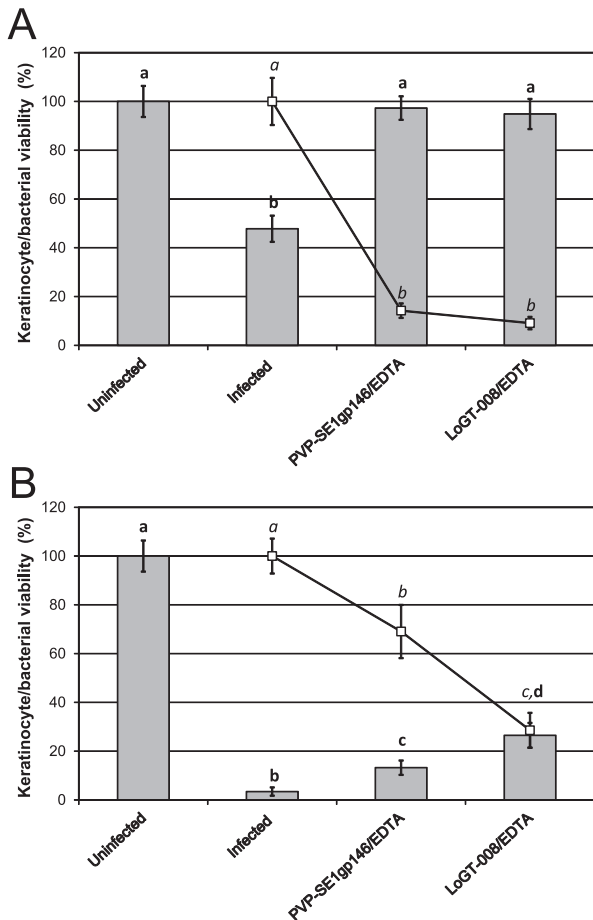 A
Keratinocyte/bacterial viability (%)
120
100
80
60
40
20
0
a
a
b
a
b
a
b
Uninfected
Infected
PVP-SE1gp146/EDTA
LoGT-008/EDTA
B
Keratinocyte/bacterial viability (%)
120
100
80
60
40
20
0
a
a
b
b
c
c,d
Uninfected
Infected
PVP-SE1gp146/EDTA
LoGT-008/EDTA